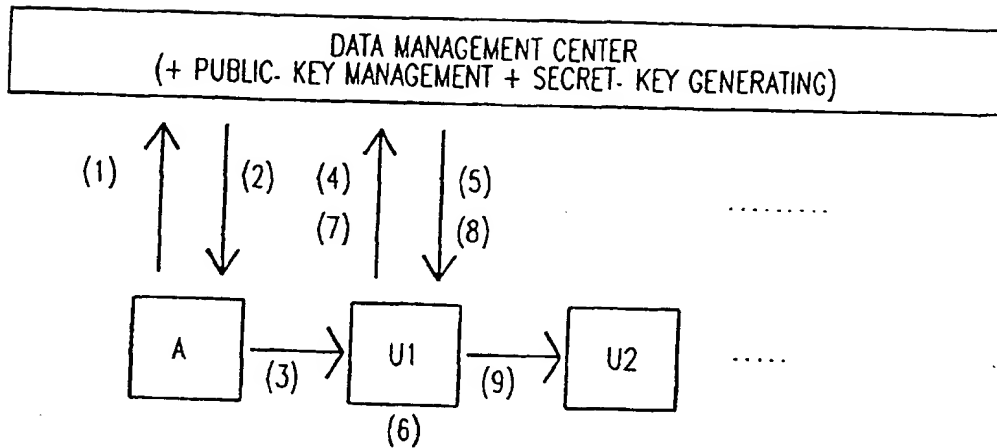 DATA MANAGEMENT CENTER
(+ PUBLIC- KEY MANAGEMENT + SECRET- KEY GENERATING)
(1)
(2)
(4)
(5)
.........
(7)
(8)
A
U1
U2
.....
(3)
(9)
(6)